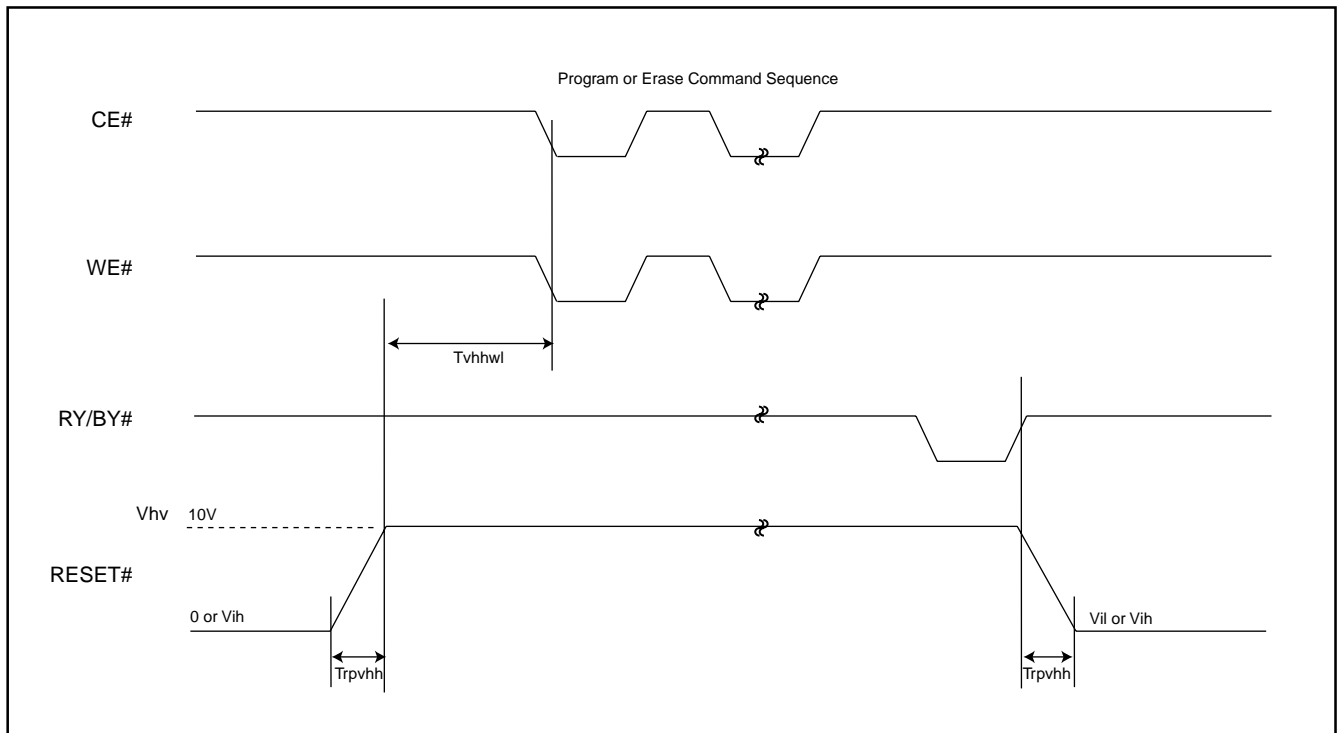 Program or Erase Command Sequence
CE#
WE#
Tvhhwl
RY/BY#
Vhv 10V
RESET#
0 or Vih
Vil or Vih
Trpvhh
Trpvhh